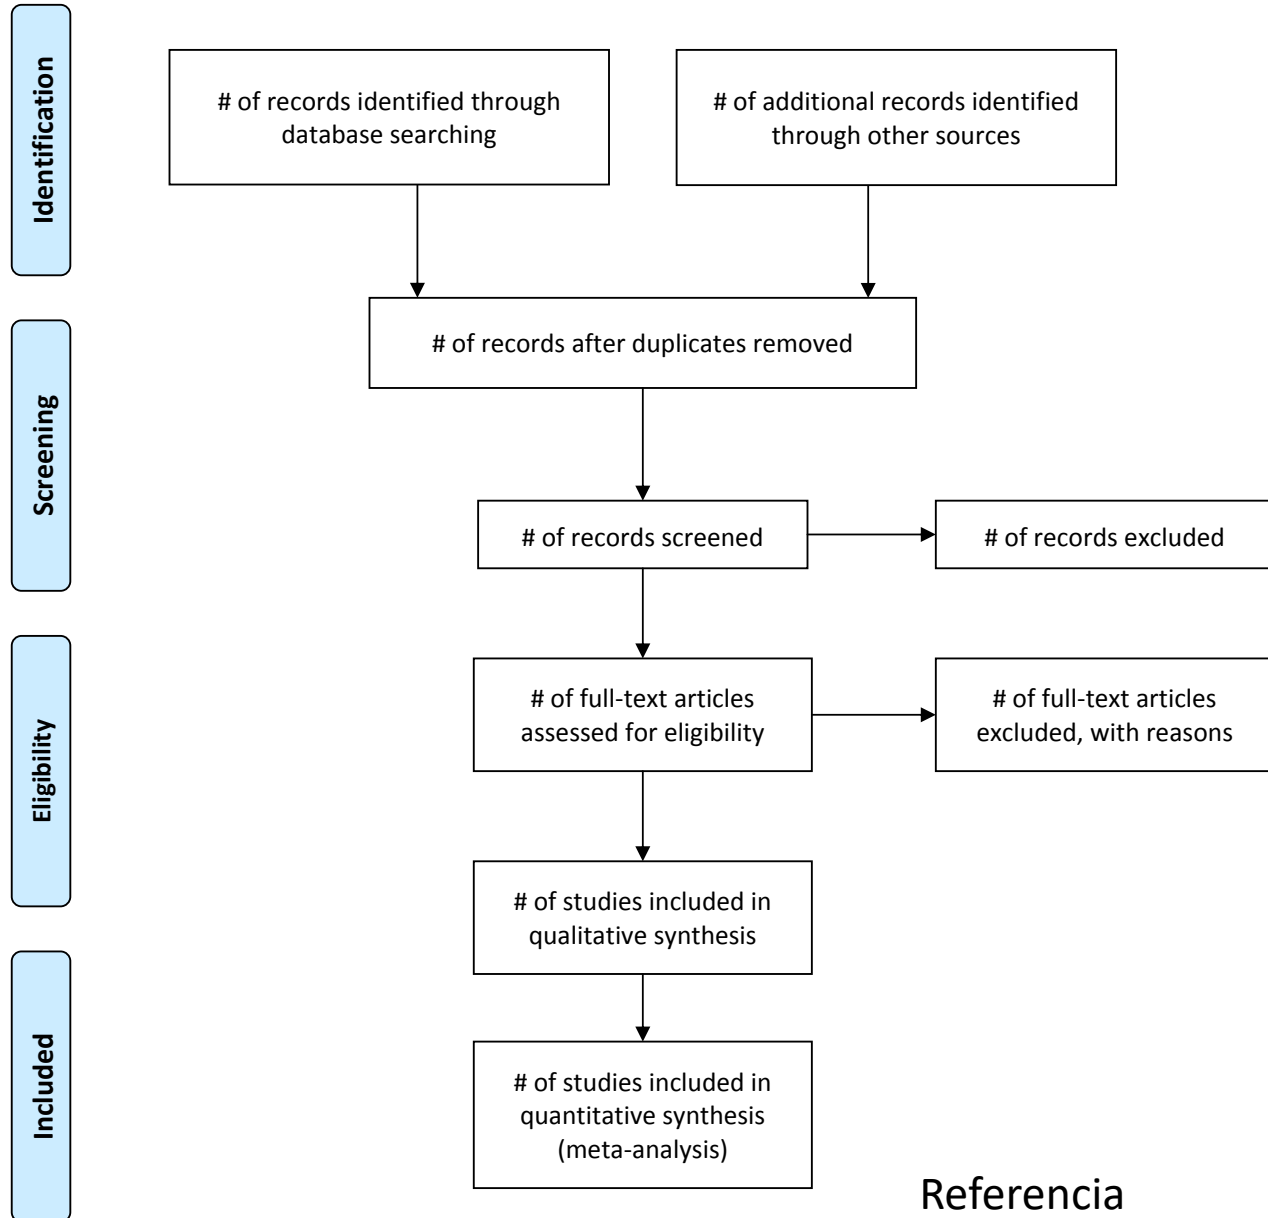 Identification
# of records identified through
database searching
# of additional records identified
through other sources
# of records after duplicates removed
Screening
# of records screened
# of records excluded
Eligibility
# of full-text articles
assessed for eligibility
# of full-text articles
excluded, with reasons
# of studies included in
qualitative synthesis
Included
# of studies included in
quantitative synthesis
(meta-analysis)
Referencia